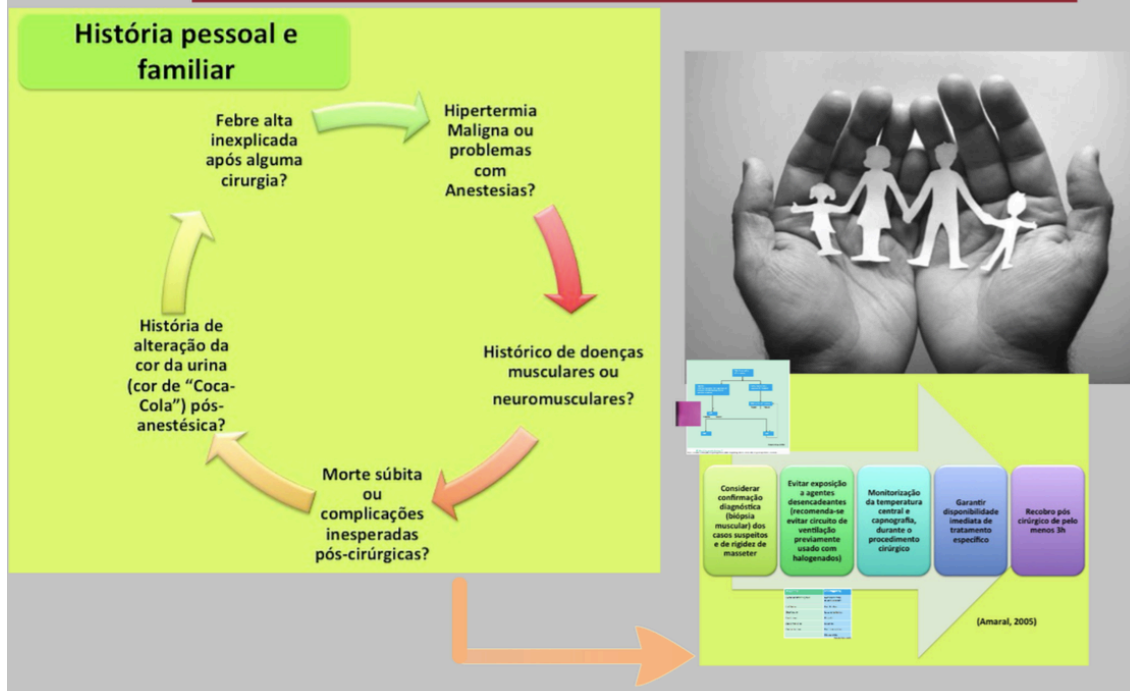 História pessoal e
familiar
Febre alta
inexplicada
após alguma
cirurgia?
Hipertermia
Maligna ou
problemas
com
Anestesias?
Histórico de doenças
musculares ou
neuromusculares?
Morte súbita
ou
complicações
inesperadas
pós-cirúrgicas?
História de
alteração da
cor da urina
(cor de “Coca-
Cola”) pós-
anestésica?
Considerar
confirmação
diagnóstica
(biópsia
muscular) dos
casos suspeitos
e de rigidez de
masseter
Evitar exposição
a agentes
desencadeantes
(recomenda-se
evitar circuito de
ventilação
previamente
usado com
halogenados)
Monitorização
da temperatura
central e
capnografia,
durante o
procedimento
cirúrgico
Garantir
disponibilidade
imediata de
tratamento
específico
Recobro pós
cirúrgico de pelo
menos 3h
(Amaral, 2005)